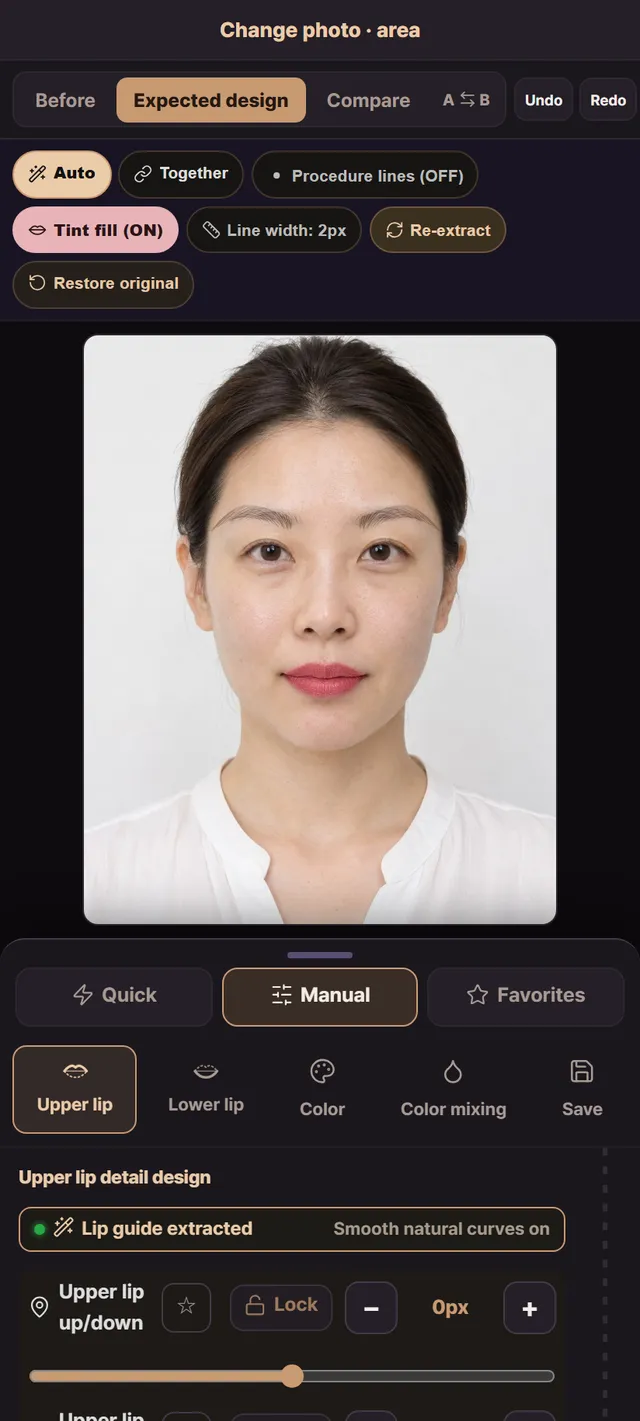 Change photo · area
Before
Expected design
Compare
A ⇆ B
Undo
Redo
Auto
Together
Procedure lines (OFF)
Tint fill (ON)
Line width: 2px
Re-extract
Restore original
Quick
Manual
Favorites
Upper lip
Lower lip
Color
Color mixing
Save
Upper lip detail design
Lip guide extracted
Smooth natural curves on
Upper lip
up/down
Lock
−
0px
+
Upper lip